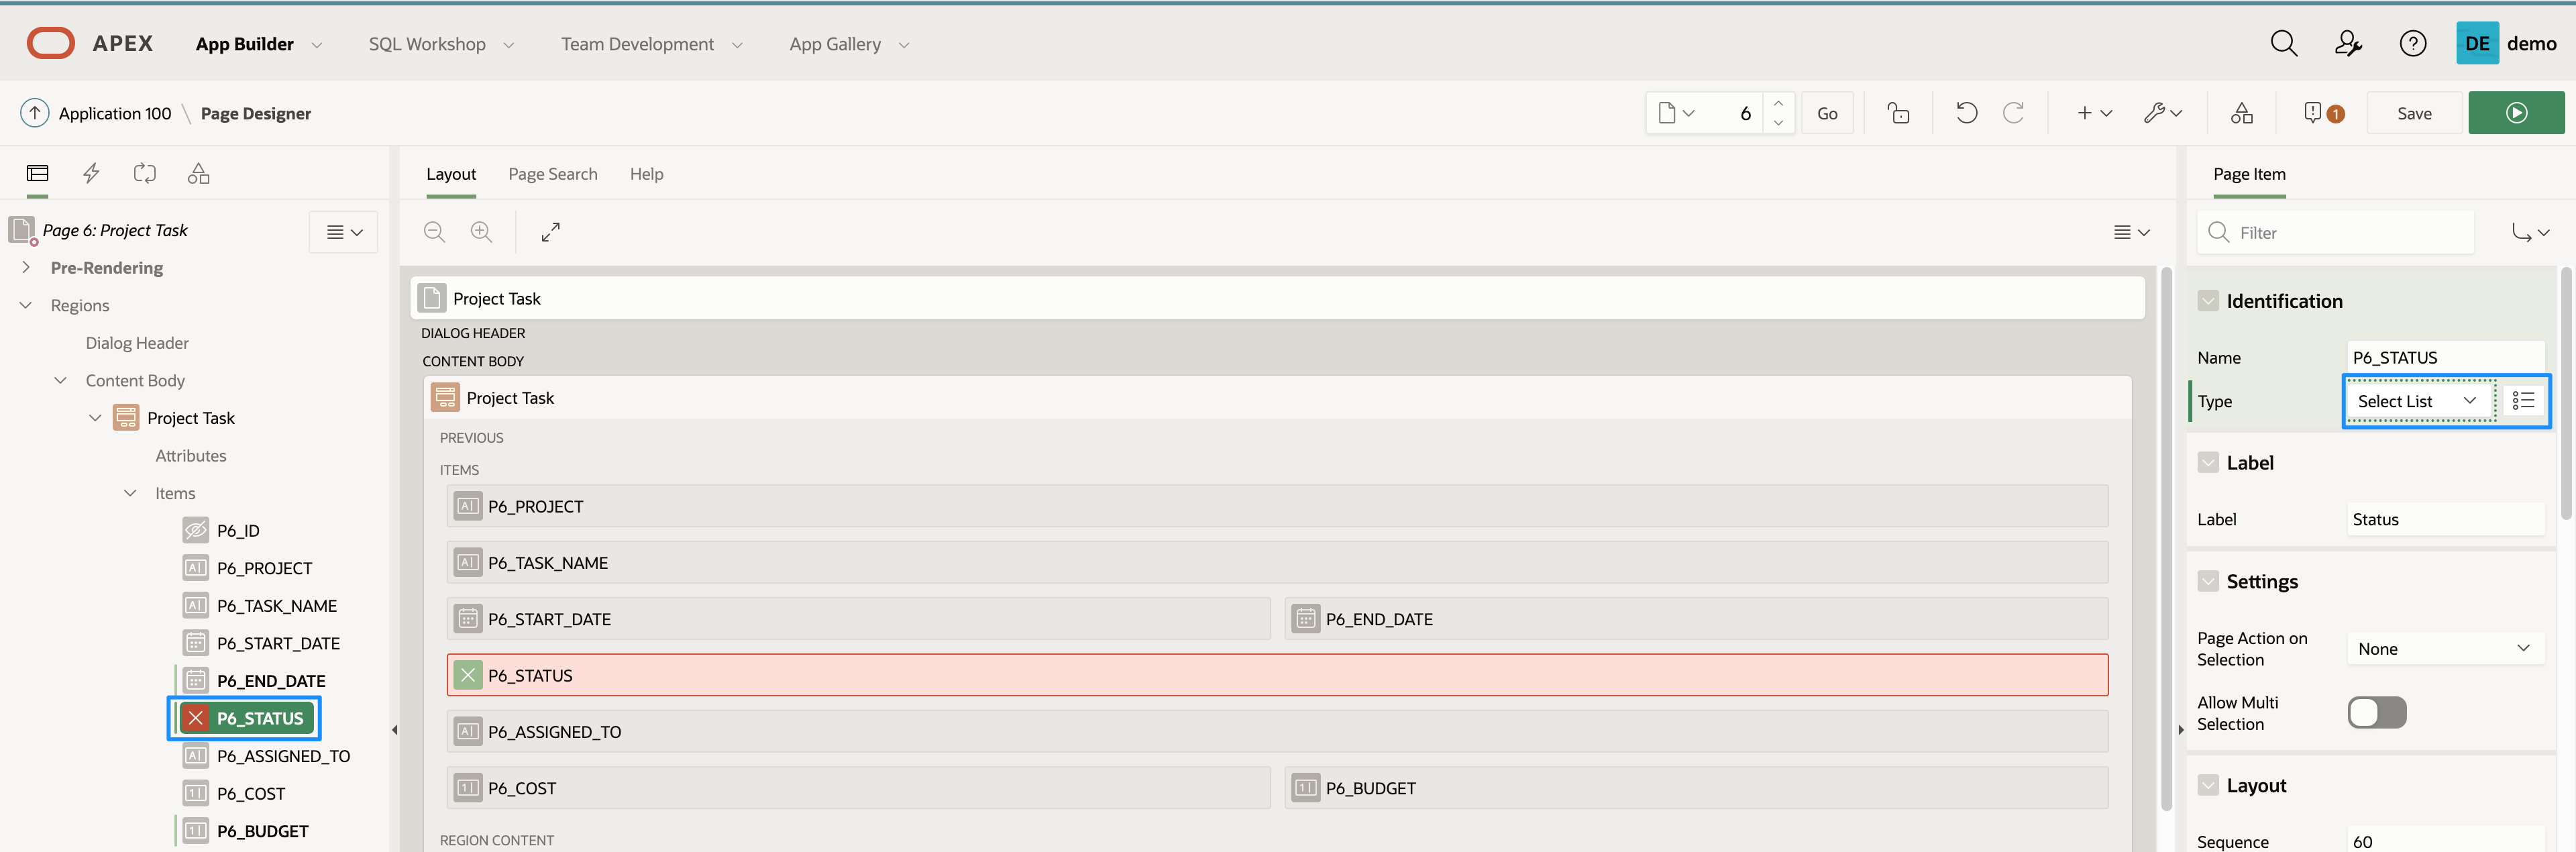 APEX App Builder SQL Workshop Team Development App Gallery DE demo
Application 100 \ Page Designer 6 Go 1 Save
Layout Page Search Help Page Item
Page 6: Project Task
Pre-Rendering
Regions
Dialog Header
Content Body
Project Task
Attributes
Items
P6_ID
P6_PROJECT
P6_TASK_NAME
P6_START_DATE
P6_END_DATE
P6_STATUS
P6_ASSIGNED_TO
P6_COST
P6_BUDGET
Project Task
DIALOG HEADER
CONTENT BODY
Project Task
PREVIOUS
ITEMS
P6_PROJECT
P6_TASK_NAME
P6_START_DATE P6_END_DATE
P6_STATUS
P6_ASSIGNED_TO
P6_COST P6_BUDGET
REGION CONTENT
Filter
Identification
Name P6_STATUS
Type Select List
Label
Label Status
Settings
Page Action on
Selection None
Allow Multi
Selection
Layout
Sequence 60